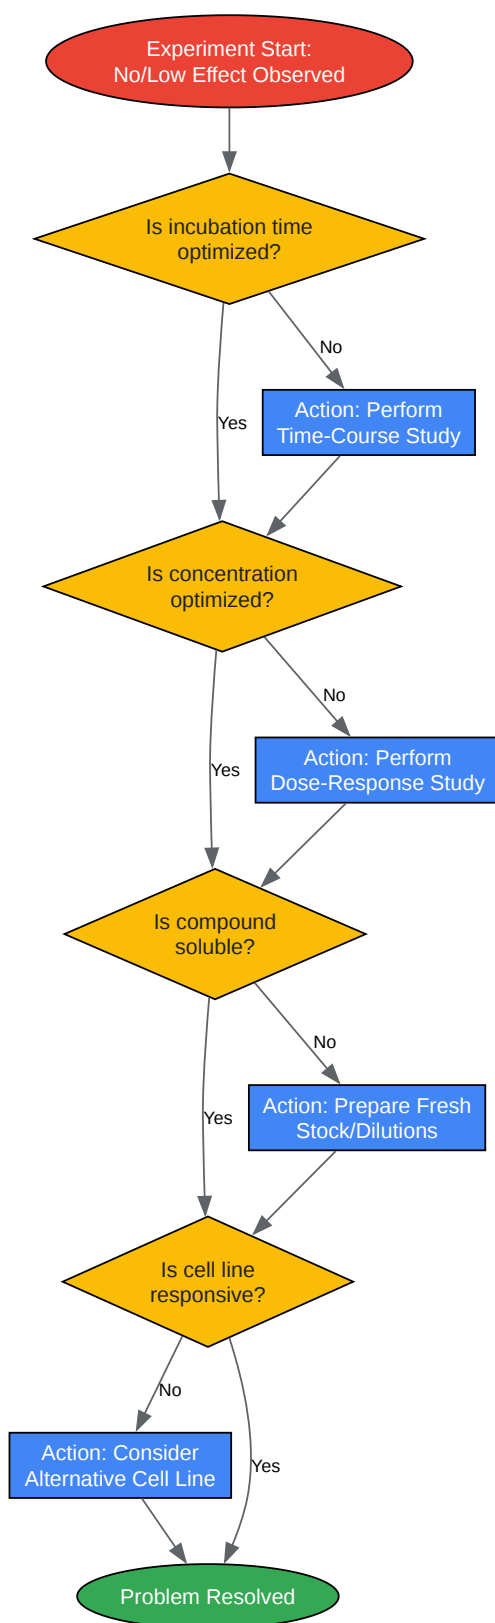 Experiment Start:
No/Low Effect Observed
Is incubation time
optimized?
No
Action: Perform
Time-Course Study
Yes
Is concentration
optimized?
No
Action: Perform
Dose-Response Study
Yes
Is compound
soluble?
No
Action: Prepare Fresh
Stock/Dilutions
Yes
Is cell line
responsive?
No
Action: Consider
Alternative Cell Line
Yes
Problem Resolved